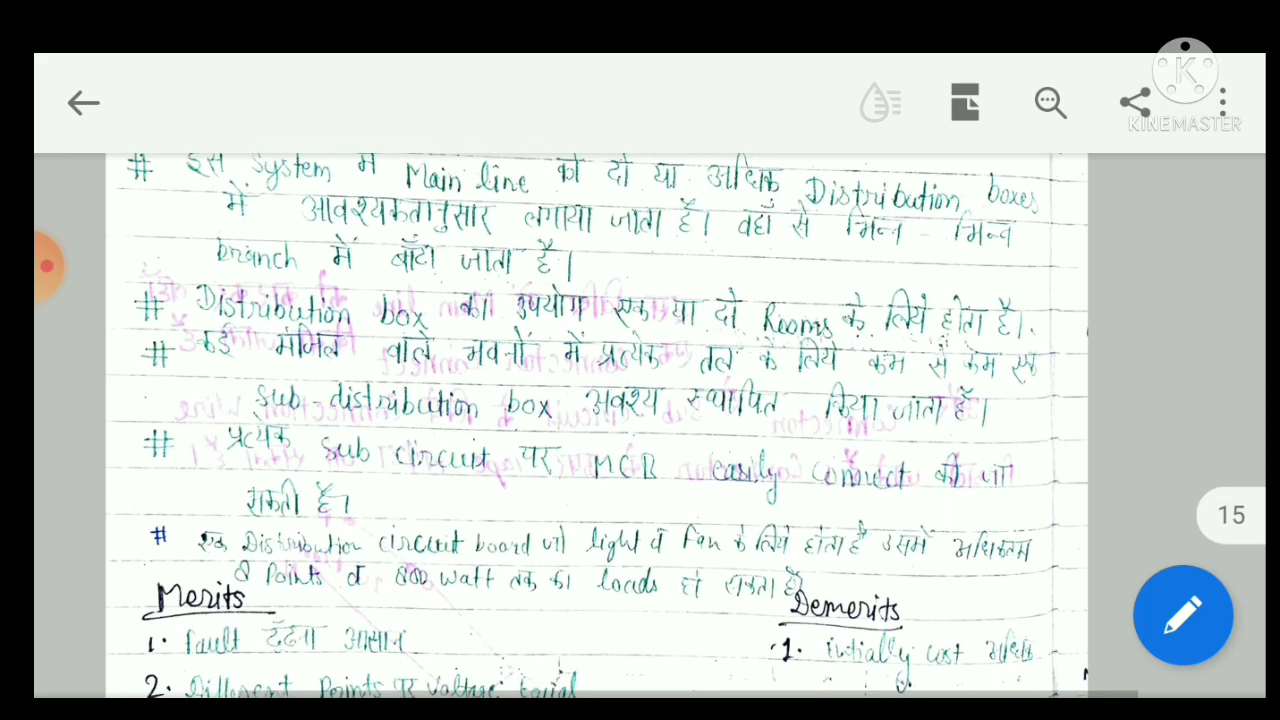 KINEMASTER
# इस system में Main line को दो या अधिक Distribution boxes
में आवश्यकतानुसार लगाया जाता है। वहाँ से भिन्न - भिन्न
branch में बाँटा जाता है।
# Distribution box का उपयोग एक या दो Rooms के लिये होता है।
# कई मंजिल वाले भवनों में प्रत्येक तल के लिये कम से कम एक
Sub-distribution box अवश्य स्थापित किया जाता है।
# प्रत्येक Sub circuit पर MCB easily connect की जा
सकती है।
# एक Distribution circuit board जो light व Fan के लिये होता है उसमें अधिकतम
8 Points व 800 watt तक का loads हो सकता है
Merits
Demerits
1. Fault ढूँढना आसान
1. initially cost अधिक
2. Different Points पर voltage Equal
15